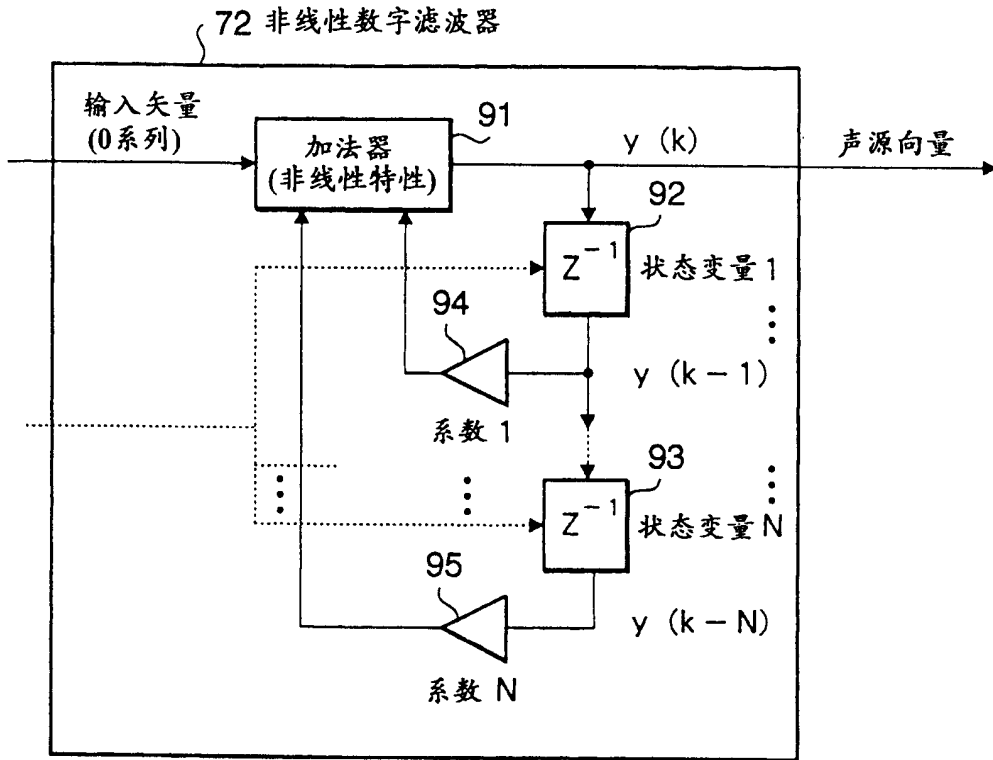 72 非线性数字滤波器
输入矢量
(0系列)
91
加法器
(非线性特性)
y (k)
声源向量
92
Z⁻¹
状态变量 1
94
y (k-1)
系数 1
93
Z⁻¹
状态变量 N
95
y (k-N)
系数 N